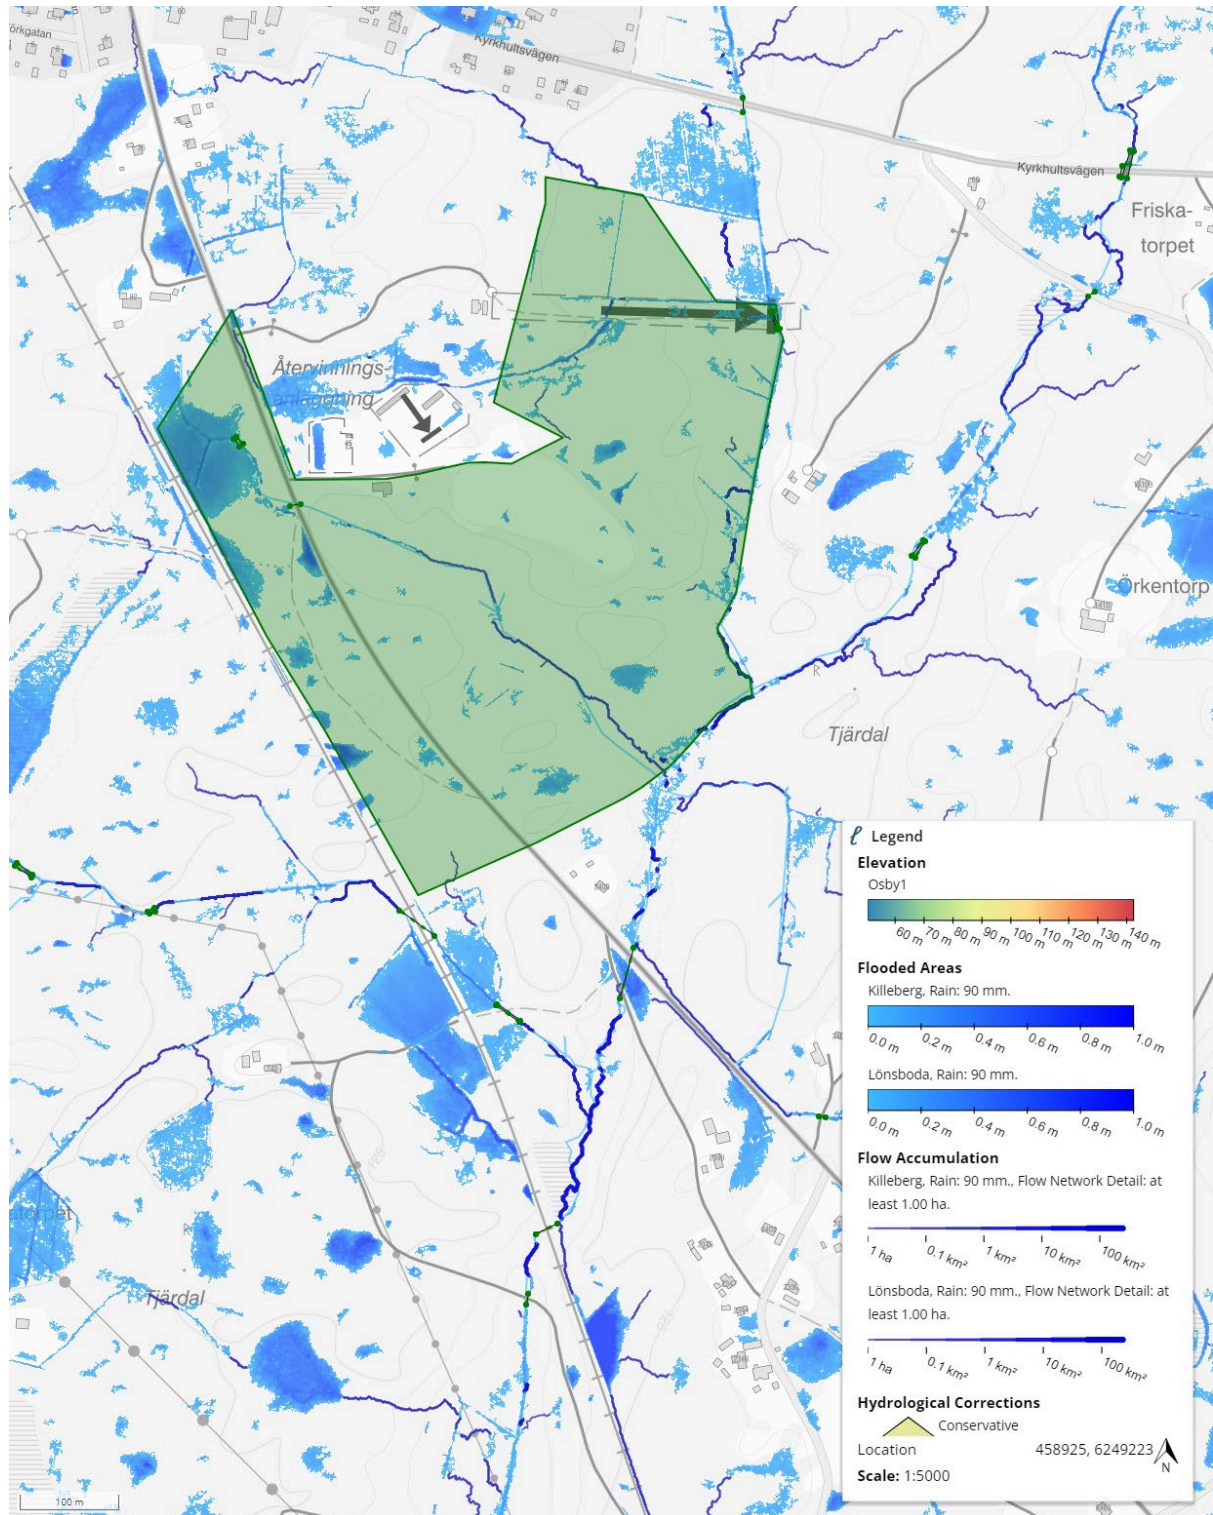 örkgatan
Kyrkhultsvägen
Kyrkhultsvägen
Friska-
torpet
Återvinnings-
anläggning
Örkentorp
Tjärdal
Tjärdal
100 m
Legend
Elevation
Osby1
60 m 70 m 80 m 90 m 100 m 110 m 120 m 130 m 140 m
Flooded Areas
Killeberg, Rain: 90 mm.
0.0 m 0.2 m 0.4 m 0.6 m 0.8 m 1.0 m
Lönsboda, Rain: 90 mm.
0.0 m 0.2 m 0.4 m 0.6 m 0.8 m 1.0 m
Flow Accumulation
Killeberg, Rain: 90 mm., Flow Network Detail: at
least 1.00 ha.
1 ha 0.1 km² 1 km² 10 km² 100 km²
Lönsboda, Rain: 90 mm., Flow Network Detail: at
least 1.00 ha.
1 ha 0.1 km² 1 km² 10 km² 100 km²
Hydrological Corrections
Conservative
Location 458925, 6249223
N
Scale: 1:5000